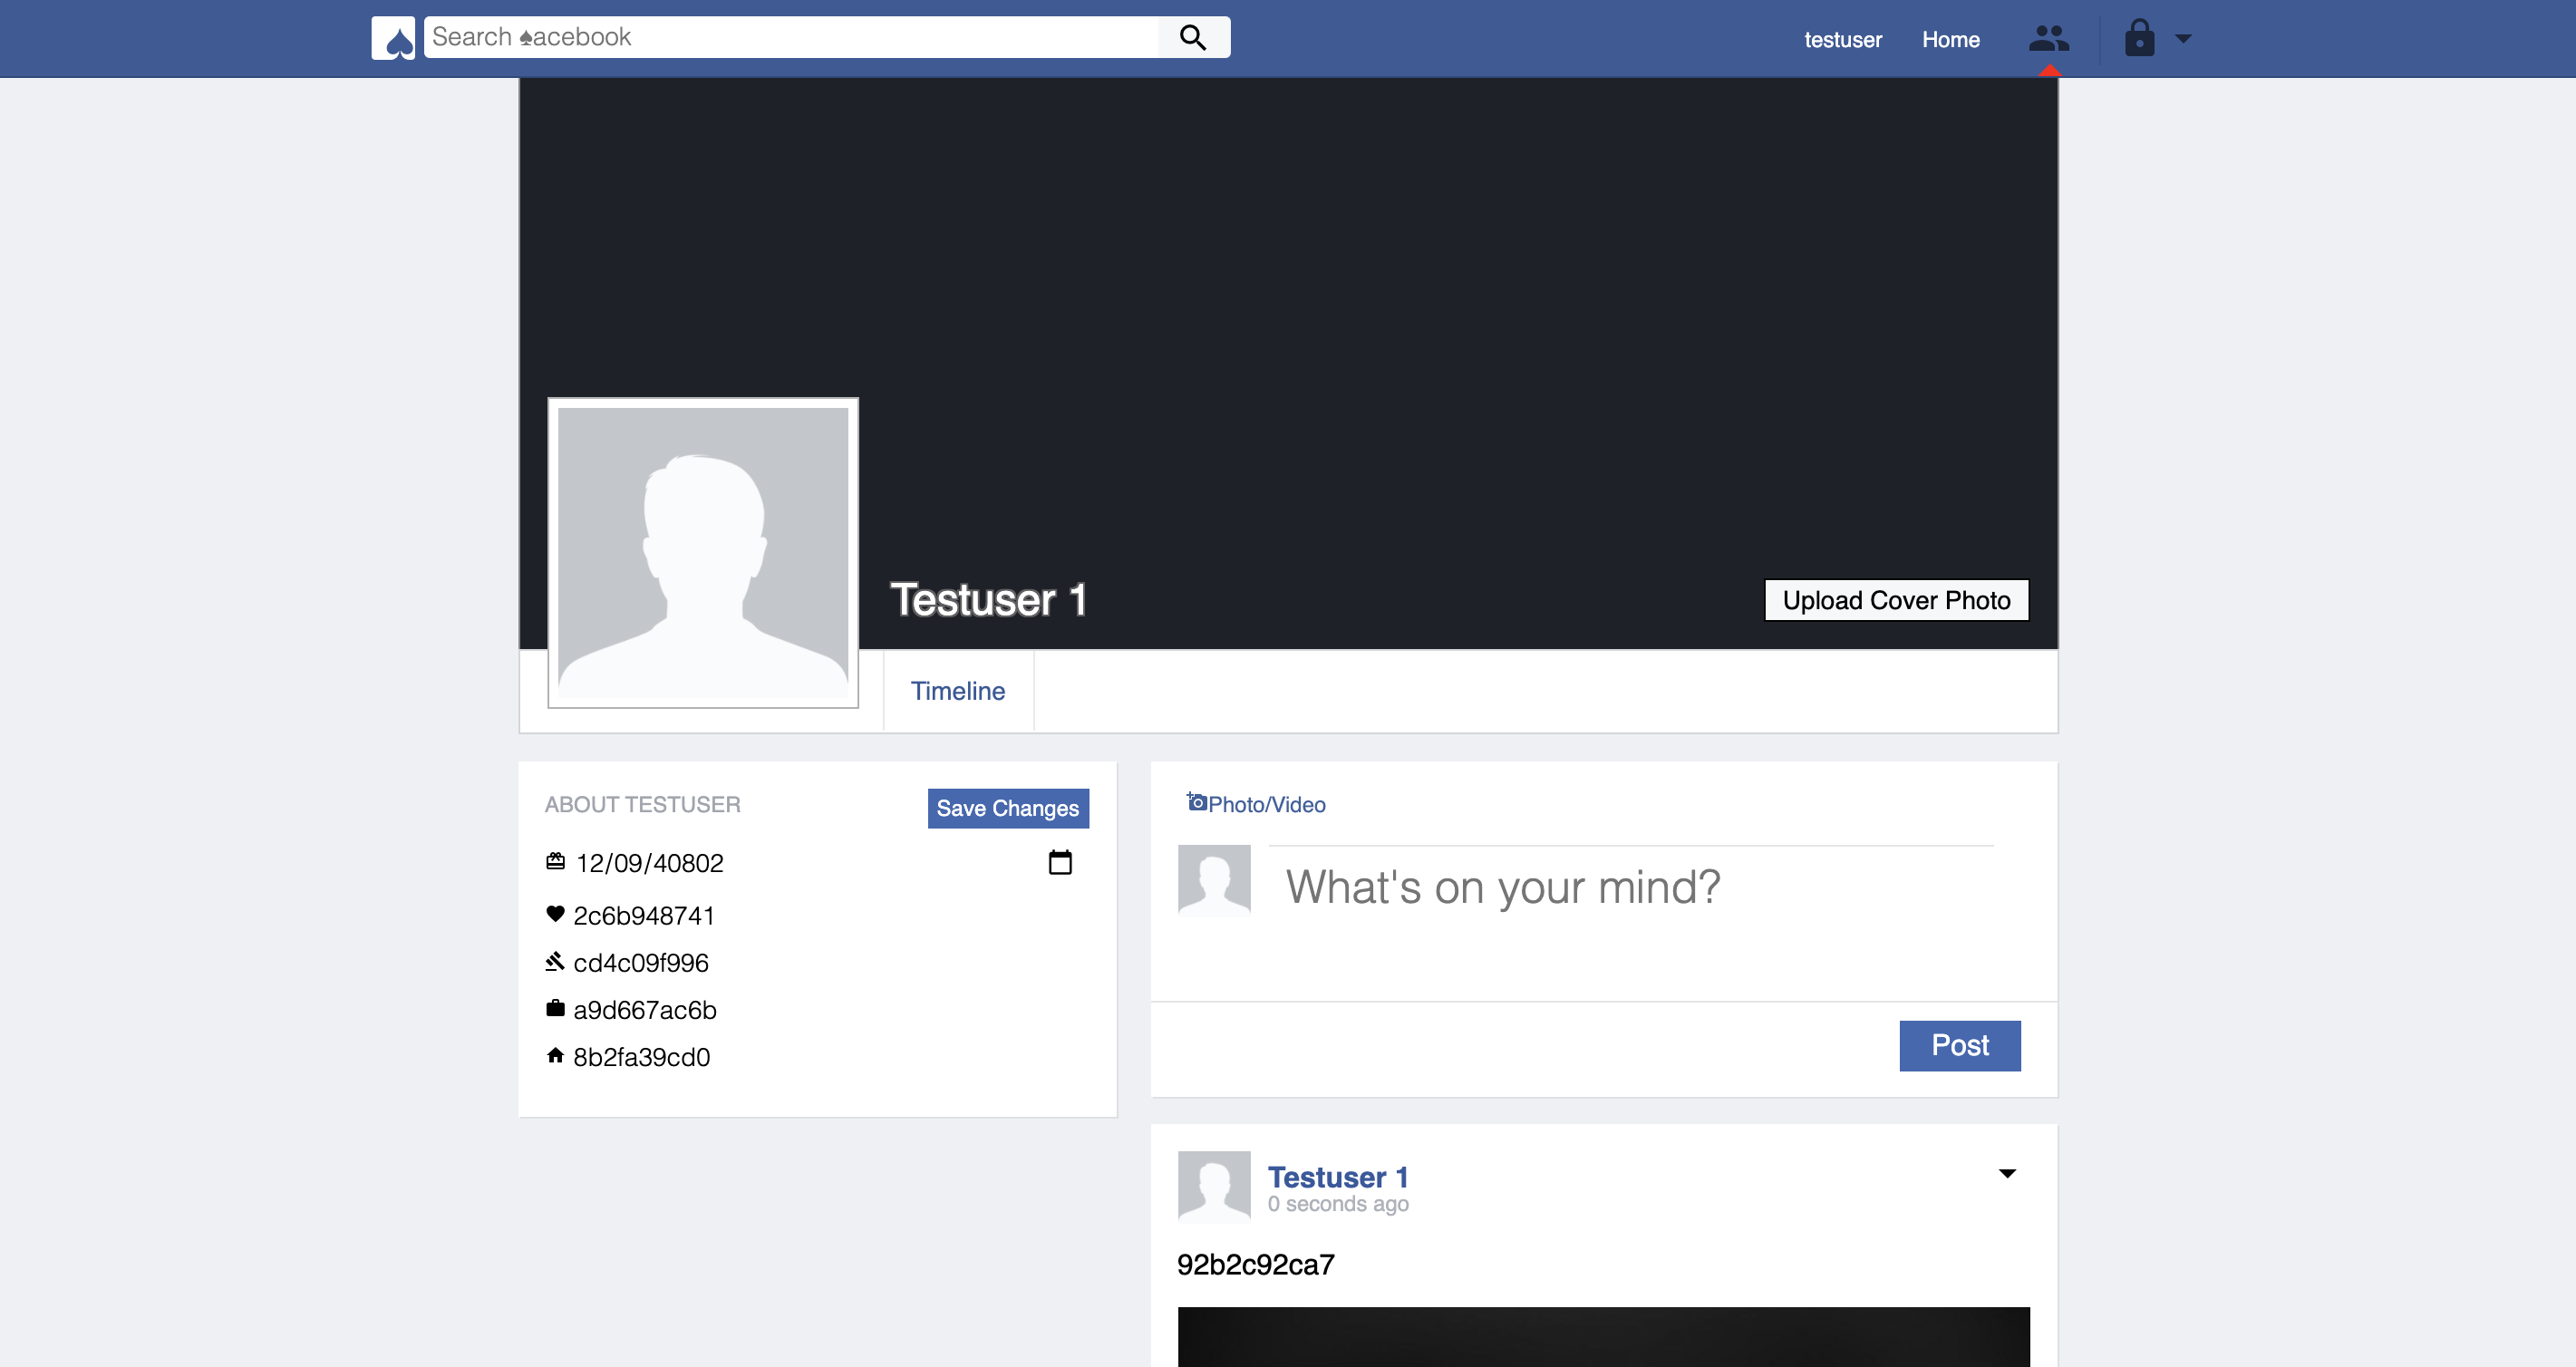 Search ♠acebook
testuser Home
Testuser 1
Upload Cover Photo
Timeline
ABOUT TESTUSER
Save Changes
12/09/40802
2c6b948741
cd4c09f996
a9d667ac6b
8b2fa39cd0
Photo/Video
What's on your mind?
Post
Testuser 1
0 seconds ago
92b2c92ca7